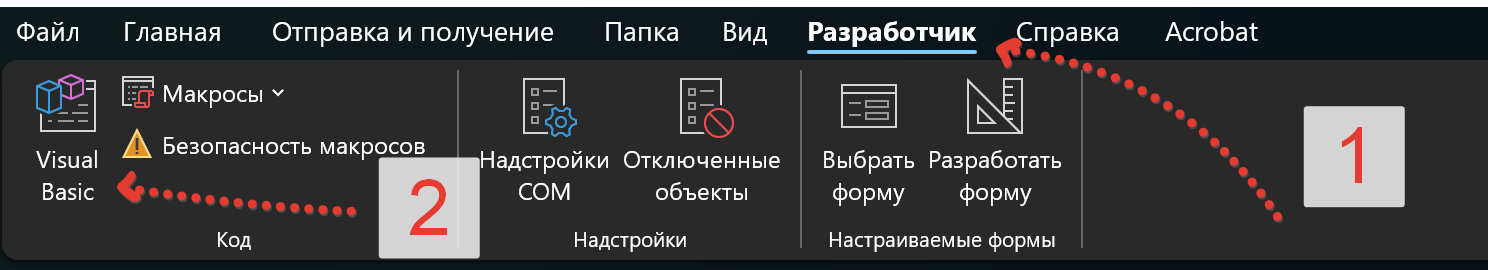 Файл Главная Отправка и получение Папка Вид Разработчик Справка Acrobat
Макросы
Безопасность макросов
Visual
Basic
Код
Надстройки
COM
Отключенные
объекты
Надстройки
Выбрать
форму
Разработать
форму
Настраиваемые формы
1
2